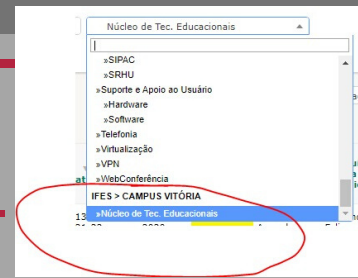 Núcleo de Tec. Educacionais
»SIPAC
»SRHU
»Suporte e Apoio ao Usuário
»Hardware
»Software
»Telefonia
»Virtualização
»VPN
»WebConferência
IFES > CAMPUS VITÓRIA
»Núcleo de Tec. Educacionais